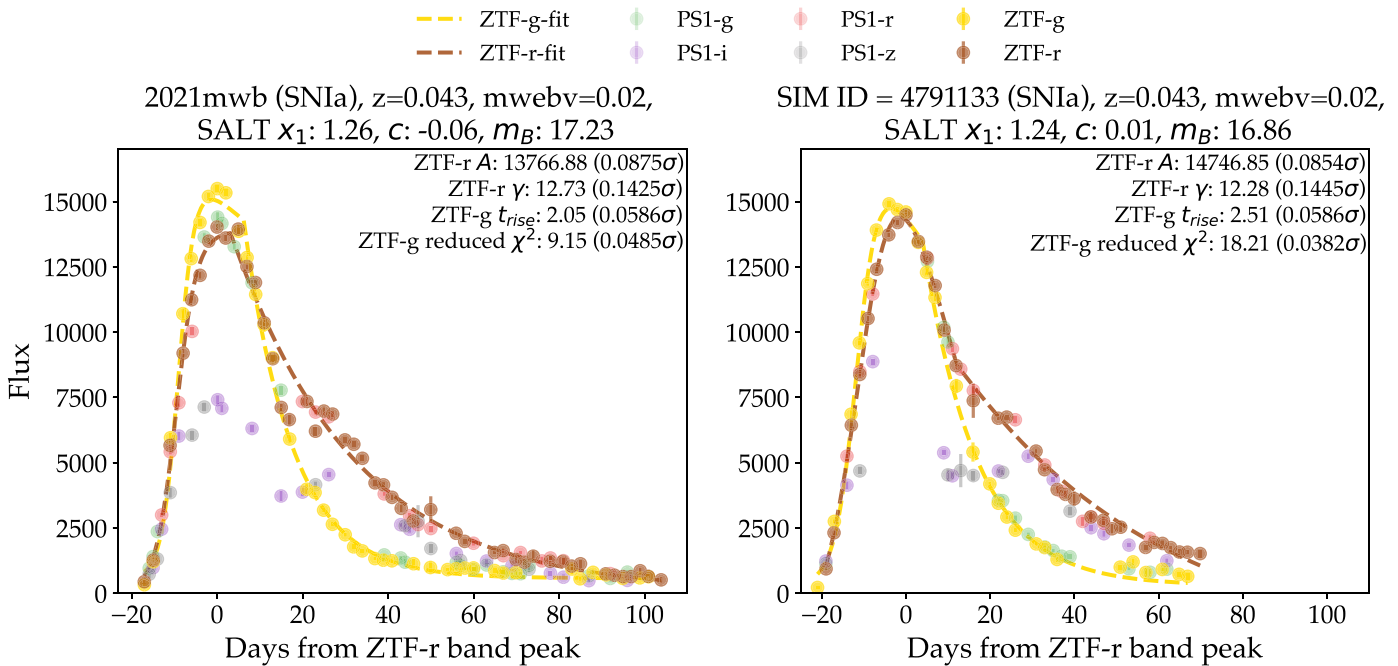 ZTF-g-fit PS1-g PS1-r ZTF-g
ZTF-r-fit PS1-i PS1-z ZTF-r
2021mwb (SNIa), z=0.043, mwebv=0.02,
SALT x₁: 1.26, c: -0.06, m_B: 17.23
ZTF-r A: 13766.88 (0.0875σ)
ZTF-r γ: 12.73 (0.1425σ)
ZTF-g t_rise: 2.05 (0.0586σ)
ZTF-g reduced χ²: 9.15 (0.0485σ)
15000
12500
10000
7500
5000
2500
0
Flux
−20 0 20 40 60 80 100
Days from ZTF-r band peak
SIM ID = 4791133 (SNIa), z=0.043, mwebv=0.02,
SALT x₁: 1.24, c: 0.01, m_B: 16.86
ZTF-r A: 14746.85 (0.0854σ)
ZTF-r γ: 12.28 (0.1445σ)
ZTF-g t_rise: 2.51 (0.0586σ)
ZTF-g reduced χ²: 18.21 (0.0382σ)
15000
12500
10000
7500
5000
2500
0
−20 0 20 40 60 80 100
Days from ZTF-r band peak